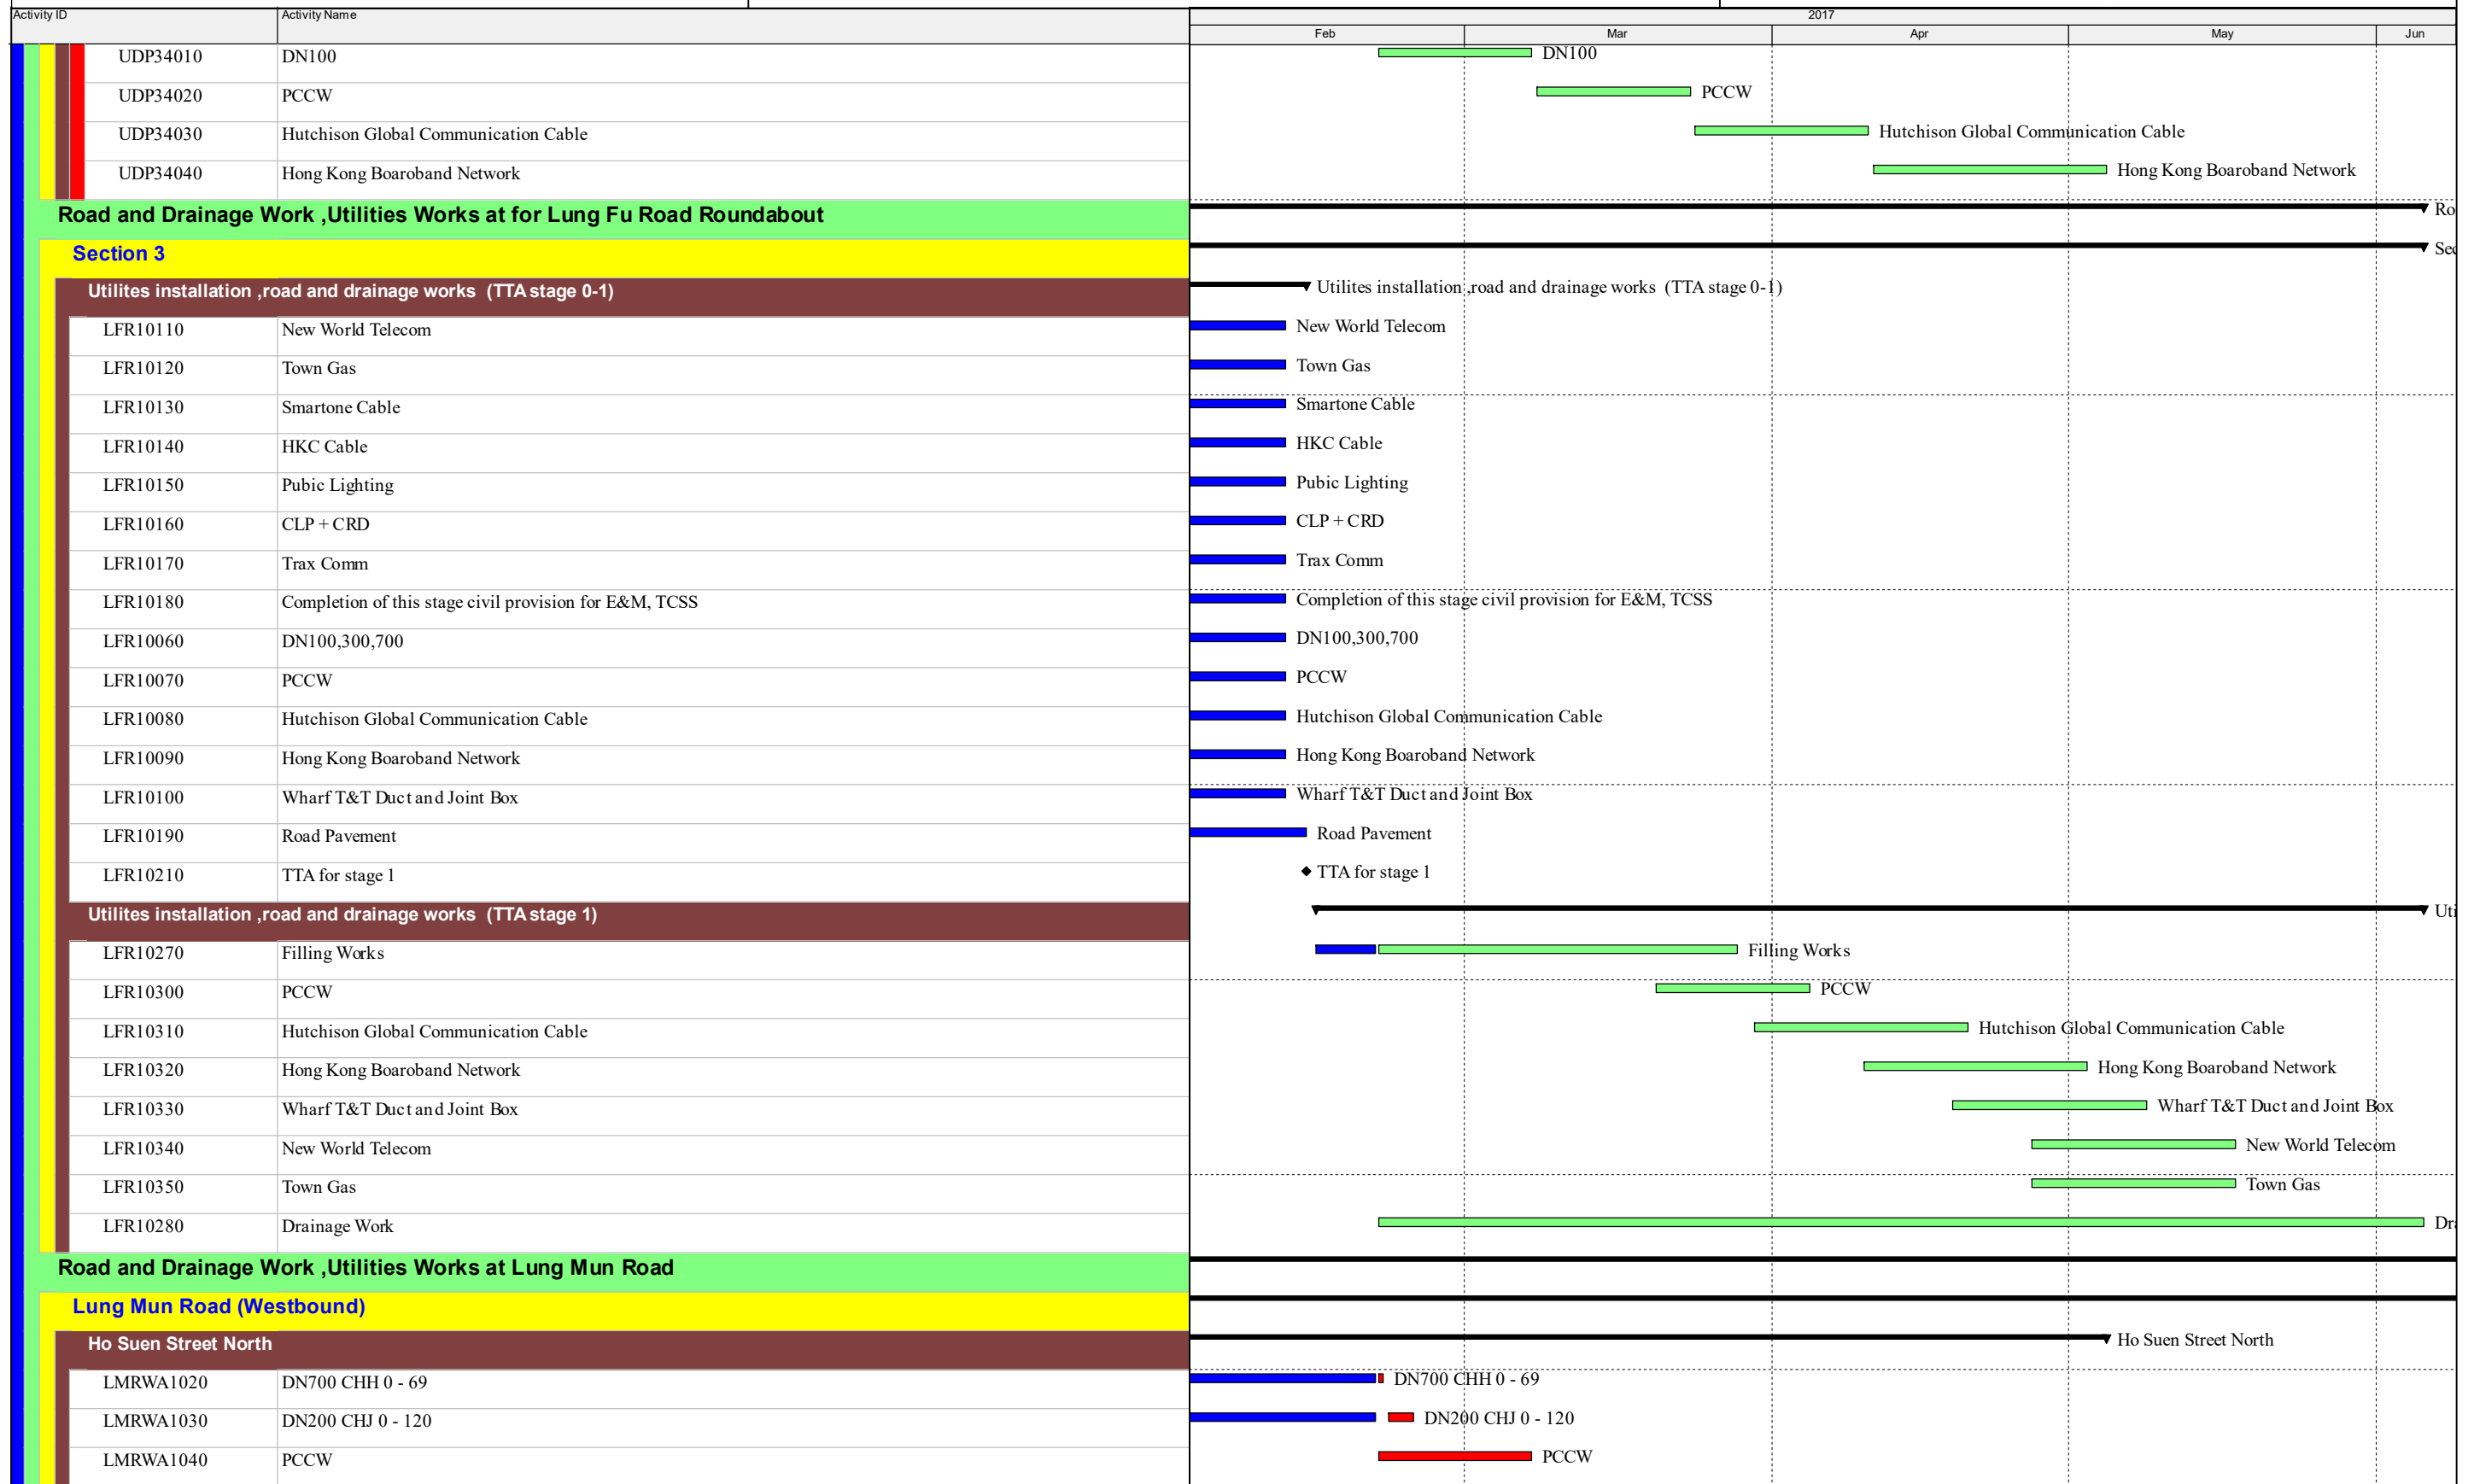 Activity ID Activity Name 2017
Feb Mar Apr May Jun
UDP34010 DN100 DN100
UDP34020 PCCW PCCW
UDP34030 Hutchison Global Communication Cable Hutchison Global Communication Cable
UDP34040 Hong Kong Boaroband Network Hong Kong Boaroband Network
Road and Drainage Work ,Utilities Works at for Lung Fu Road Roundabout Ro
Section 3 Sec
Utilites installation ,road and drainage works (TTA stage 0-1) Utilites installation ,road and drainage works (TTA stage 0-1)
LFR10110 New World Telecom New World Telecom
LFR10120 Town Gas Town Gas
LFR10130 Smartone Cable Smartone Cable
LFR10140 HKC Cable HKC Cable
LFR10150 Pubic Lighting Pubic Lighting
LFR10160 CLP + CRD CLP + CRD
LFR10170 Trax Comm Trax Comm
LFR10180 Completion of this stage civil provision for E&M, TCSS Completion of this stage civil provision for E&M, TCSS
LFR10060 DN100,300,700 DN100,300,700
LFR10070 PCCW PCCW
LFR10080 Hutchison Global Communication Cable Hutchison Global Communication Cable
LFR10090 Hong Kong Boaroband Network Hong Kong Boaroband Network
LFR10100 Wharf T&T Duct and Joint Box Wharf T&T Duct and Joint Box
LFR10190 Road Pavement Road Pavement
LFR10210 TTA for stage 1 TTA for stage 1
Utilites installation ,road and drainage works (TTA stage 1) Uti
LFR10270 Filling Works Filling Works
LFR10300 PCCW PCCW
LFR10310 Hutchison Global Communication Cable Hutchison Global Communication Cable
LFR10320 Hong Kong Boaroband Network Hong Kong Boaroband Network
LFR10330 Wharf T&T Duct and Joint Box Wharf T&T Duct and Joint Box
LFR10340 New World Telecom New World Telecom
LFR10350 Town Gas Town Gas
LFR10280 Drainage Work Dra
Road and Drainage Work ,Utilities Works at Lung Mun Road
Lung Mun Road (Westbound)
Ho Suen Street North Ho Suen Street North
LMRWA1020 DN700 CHH 0 - 69 DN700 CHH 0 - 69
LMRWA1030 DN200 CHJ 0 - 120 DN200 CHJ 0 - 120
LMRWA1040 PCCW PCCW